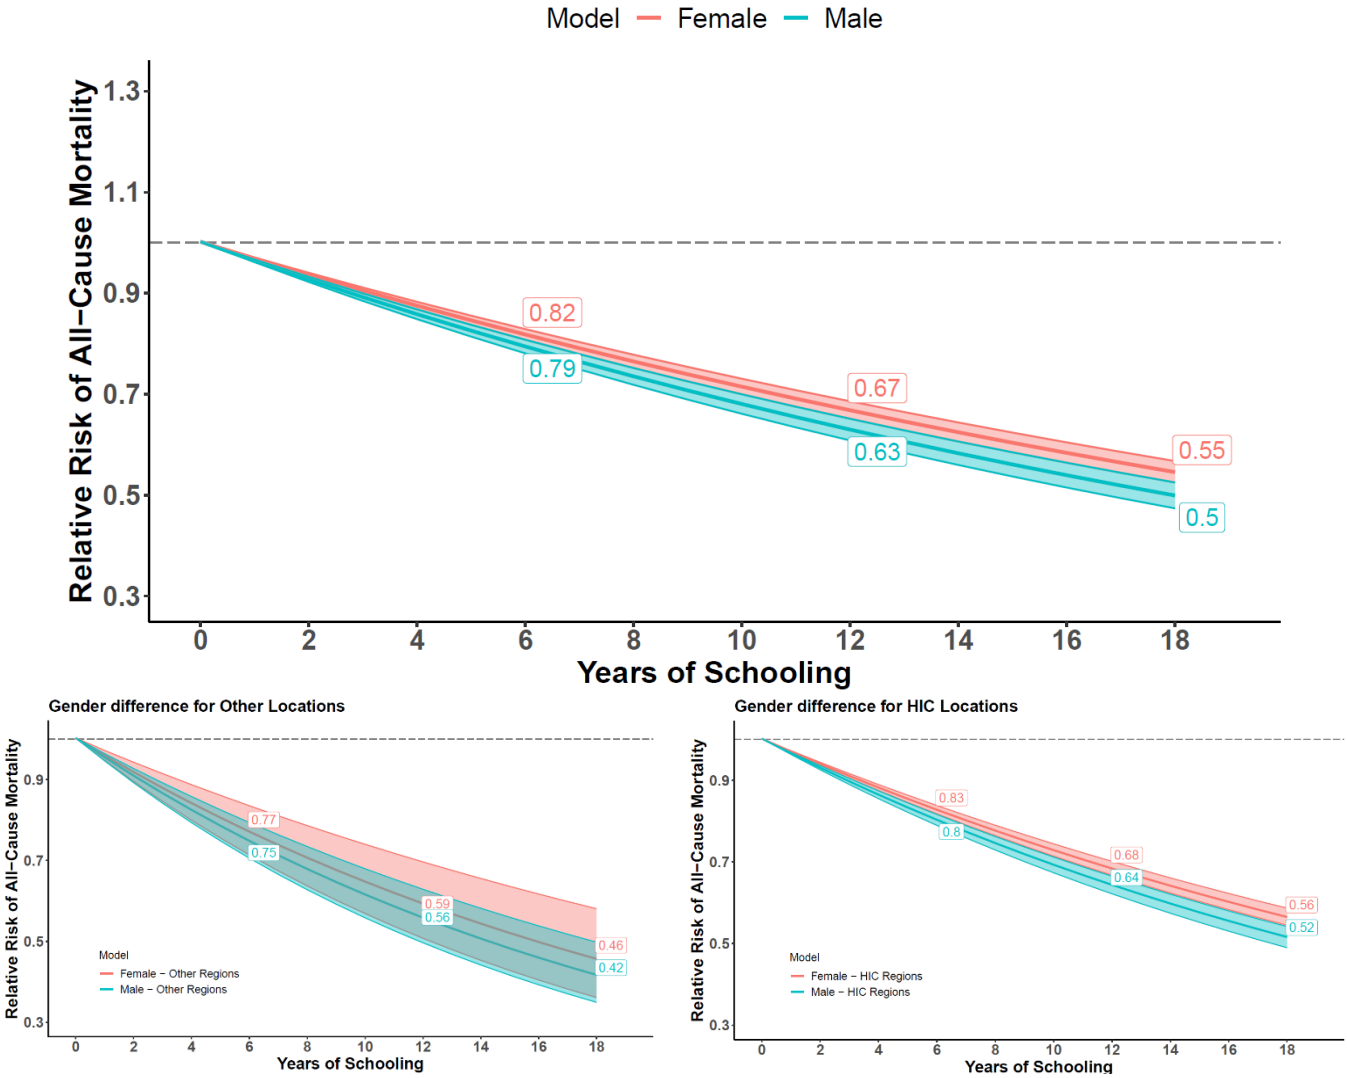 Model Female Male
Relative Risk of All−Cause Mortality
1.3
1.1
0.9
0.7
0.5
0.3
0.82
0.79
0.67
0.63
0.55
0.5
0 2 4 6 8 10 12 14 16 18
Years of Schooling
Gender difference for Other Locations
Relative Risk of All−Cause Mortality
0.9
0.7
0.5
0.3
0.77
0.75
0.59
0.56
0.46
0.42
Model
Female − Other Regions
Male − Other Regions
0 2 4 6 8 10 12 14 16 18
Years of Schooling
Gender difference for HIC Locations
Relative Risk of All−Cause Mortality
0.9
0.7
0.5
0.3
0.83
0.8
0.68
0.64
0.56
0.52
Model
Female − HIC Regions
Male − HIC Regions
0 2 4 6 8 10 12 14 16 18
Years of Schooling